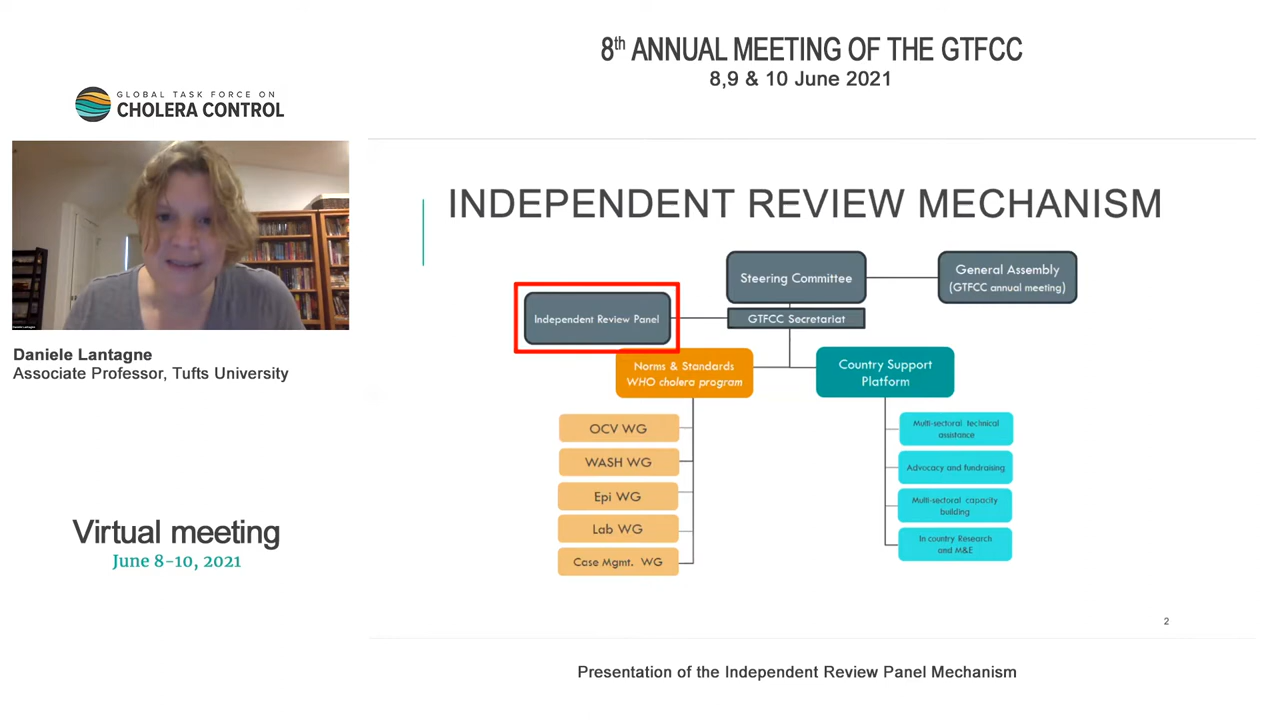 8th ANNUAL MEETING OF THE GTFCC
8,9 & 10 June 2021
GLOBAL TASK FORCE ON
CHOLERA CONTROL
Daniele Lantagne
Daniele Lantagne
Associate Professor, Tufts University
Virtual meeting
June 8-10, 2021
INDEPENDENT REVIEW MECHANISM
Steering Committee
General Assembly
(GTFCC annual meeting)
Independent Review Panel
GTFCC Secretariat
Norms & Standards
WHO cholera program
Country Support
Platform
OCV WG
WASH WG
Epi WG
Lab WG
Case Mgmt. WG
Multi-sectoral technical
assistance
Advocacy and fundraising
Multi-sectoral capacity
building
In country Research
and M&E
2
Presentation of the Independent Review Panel Mechanism